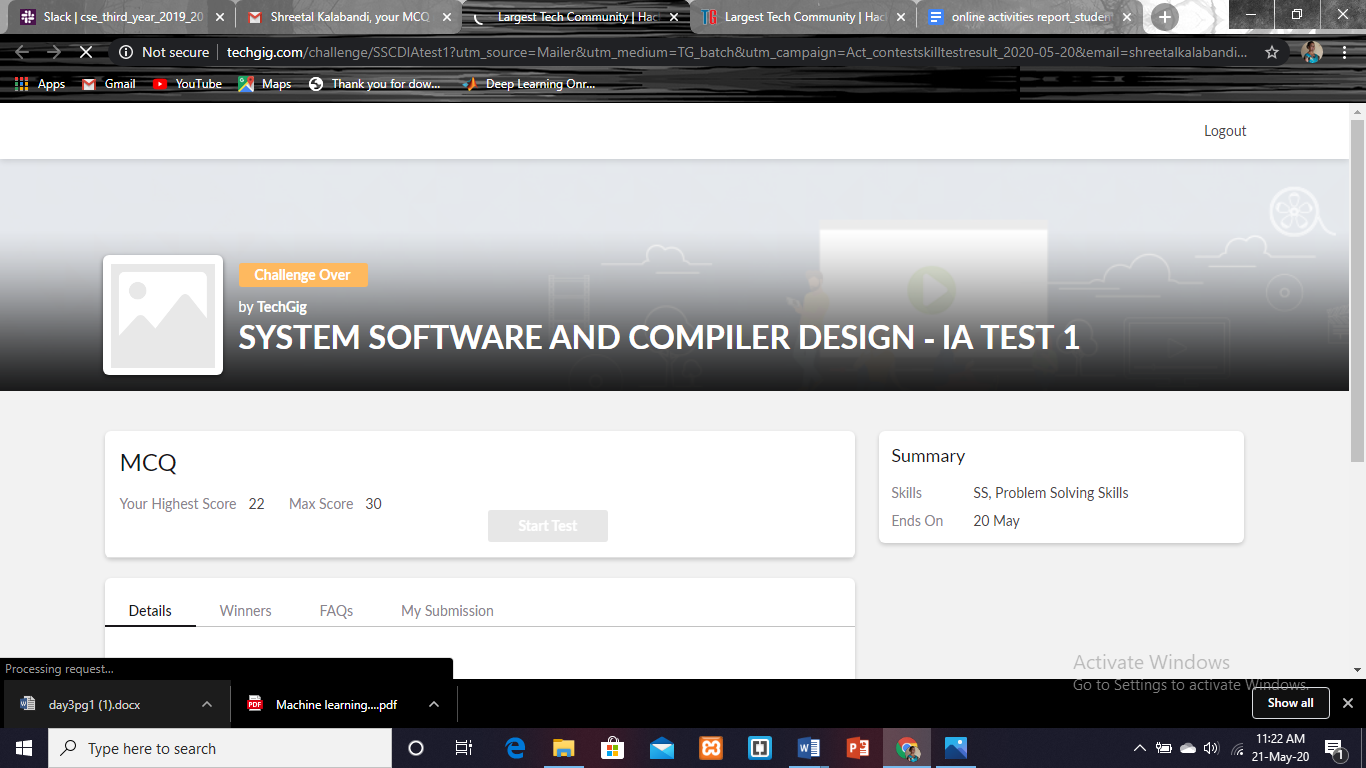 Slack | cse_third_year_2019_20
Shreetal Kalabandi, your MCQ
Largest Tech Community | Hac
Largest Tech Community | Hac
online activities report_studen
Not secure | techgig.com/challenge/SSCDIAtest1?utm_source=Mailer&utm_medium=TG_batch&utm_campaign=Act_contestskilltestresult_2020-05-20&email=shreetalkalabandi...
Apps Gmail YouTube Maps Thank you for dow... Deep Learning Onr...
Logout
Challenge Over
by TechGig
SYSTEM SOFTWARE AND COMPILER DESIGN - IA TEST 1
MCQ
Your Highest Score 22 Max Score 30
Start Test
Summary
Skills SS, Problem Solving Skills
Ends On 20 May
Details Winners FAQs My Submission
Processing request...
Activate Windows
Go to Settings to activate Windows.
day3pg1 (1).docx
PDF
Machine learning....pdf
Show all
Type here to search
11:22 AM
21-May-20
1